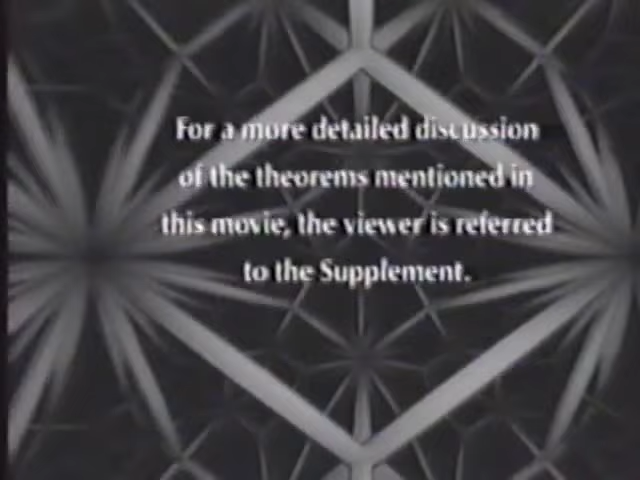 For a more detailed discussion
of the theorems mentioned in
this movie, the viewer is referred
to the Supplement.